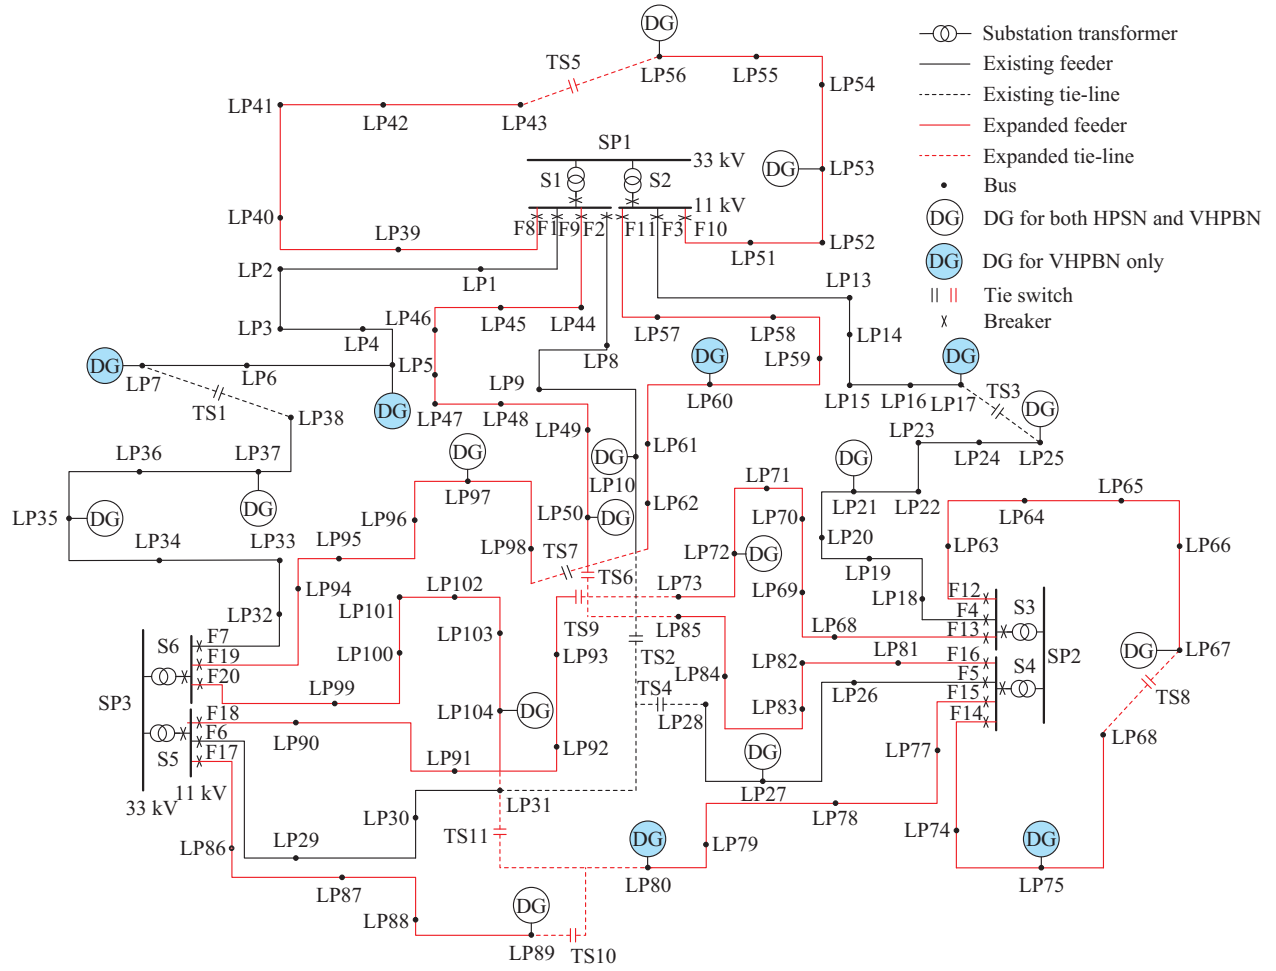 DG
Substation transformer
TS5
LP56
LP55
Existing feeder
LP54
Existing tie-line
LP41
LP42
LP43
Expanded feeder
SP1
33 kV
Expanded tie-line
DG
LP53
S1
S2
Bus
LP40
11 kV
DG
DG for both HPSN and VHPBN
F8
F1
F9
F2
F11
F3
F10
LP39
LP51
LP52
DG
DG for VHPBN only
LP2
LP1
LP13
Tie switch
LP46
LP45
LP44
LP57
LP58
Breaker
LP3
LP4
LP14
LP8
LP59
DG
LP7
LP6
LP5
LP9
DG
LP60
DG
TS1
DG
LP15
LP16
LP17
TS3
DG
LP38
LP47
LP48
LP49
LP23
LP61
LP24
LP25
LP36
LP37
DG
DG
LP10
DG
LP97
LP71
LP21
LP22
LP65
LP35
DG
DG
LP96
LP50
DG
LP62
LP70
LP64
LP34
LP33
LP95
LP98
TS7
LP72
DG
LP20
LP63
LP66
LP94
LP102
TS6
LP73
LP69
LP19
LP32
LP101
LP103
TS9
LP85
LP18
F12
F4
F13
S3
LP68
F7
S6
F19
F20
LP100
LP93
TS2
LP84
LP82
LP81
F16
F5
F15
F14
S4
SP2
DG
LP67
SP3
LP99
TS4
LP83
LP26
TS8
F18
F6
F17
S5
LP90
LP104
DG
LP28
LP68
LP91
LP92
DG
LP27
LP77
33 kV
11 kV
LP30
LP31
LP78
LP86
LP29
TS11
DG
LP79
LP74
DG
LP87
LP80
LP75
LP88
DG
LP89
TS10